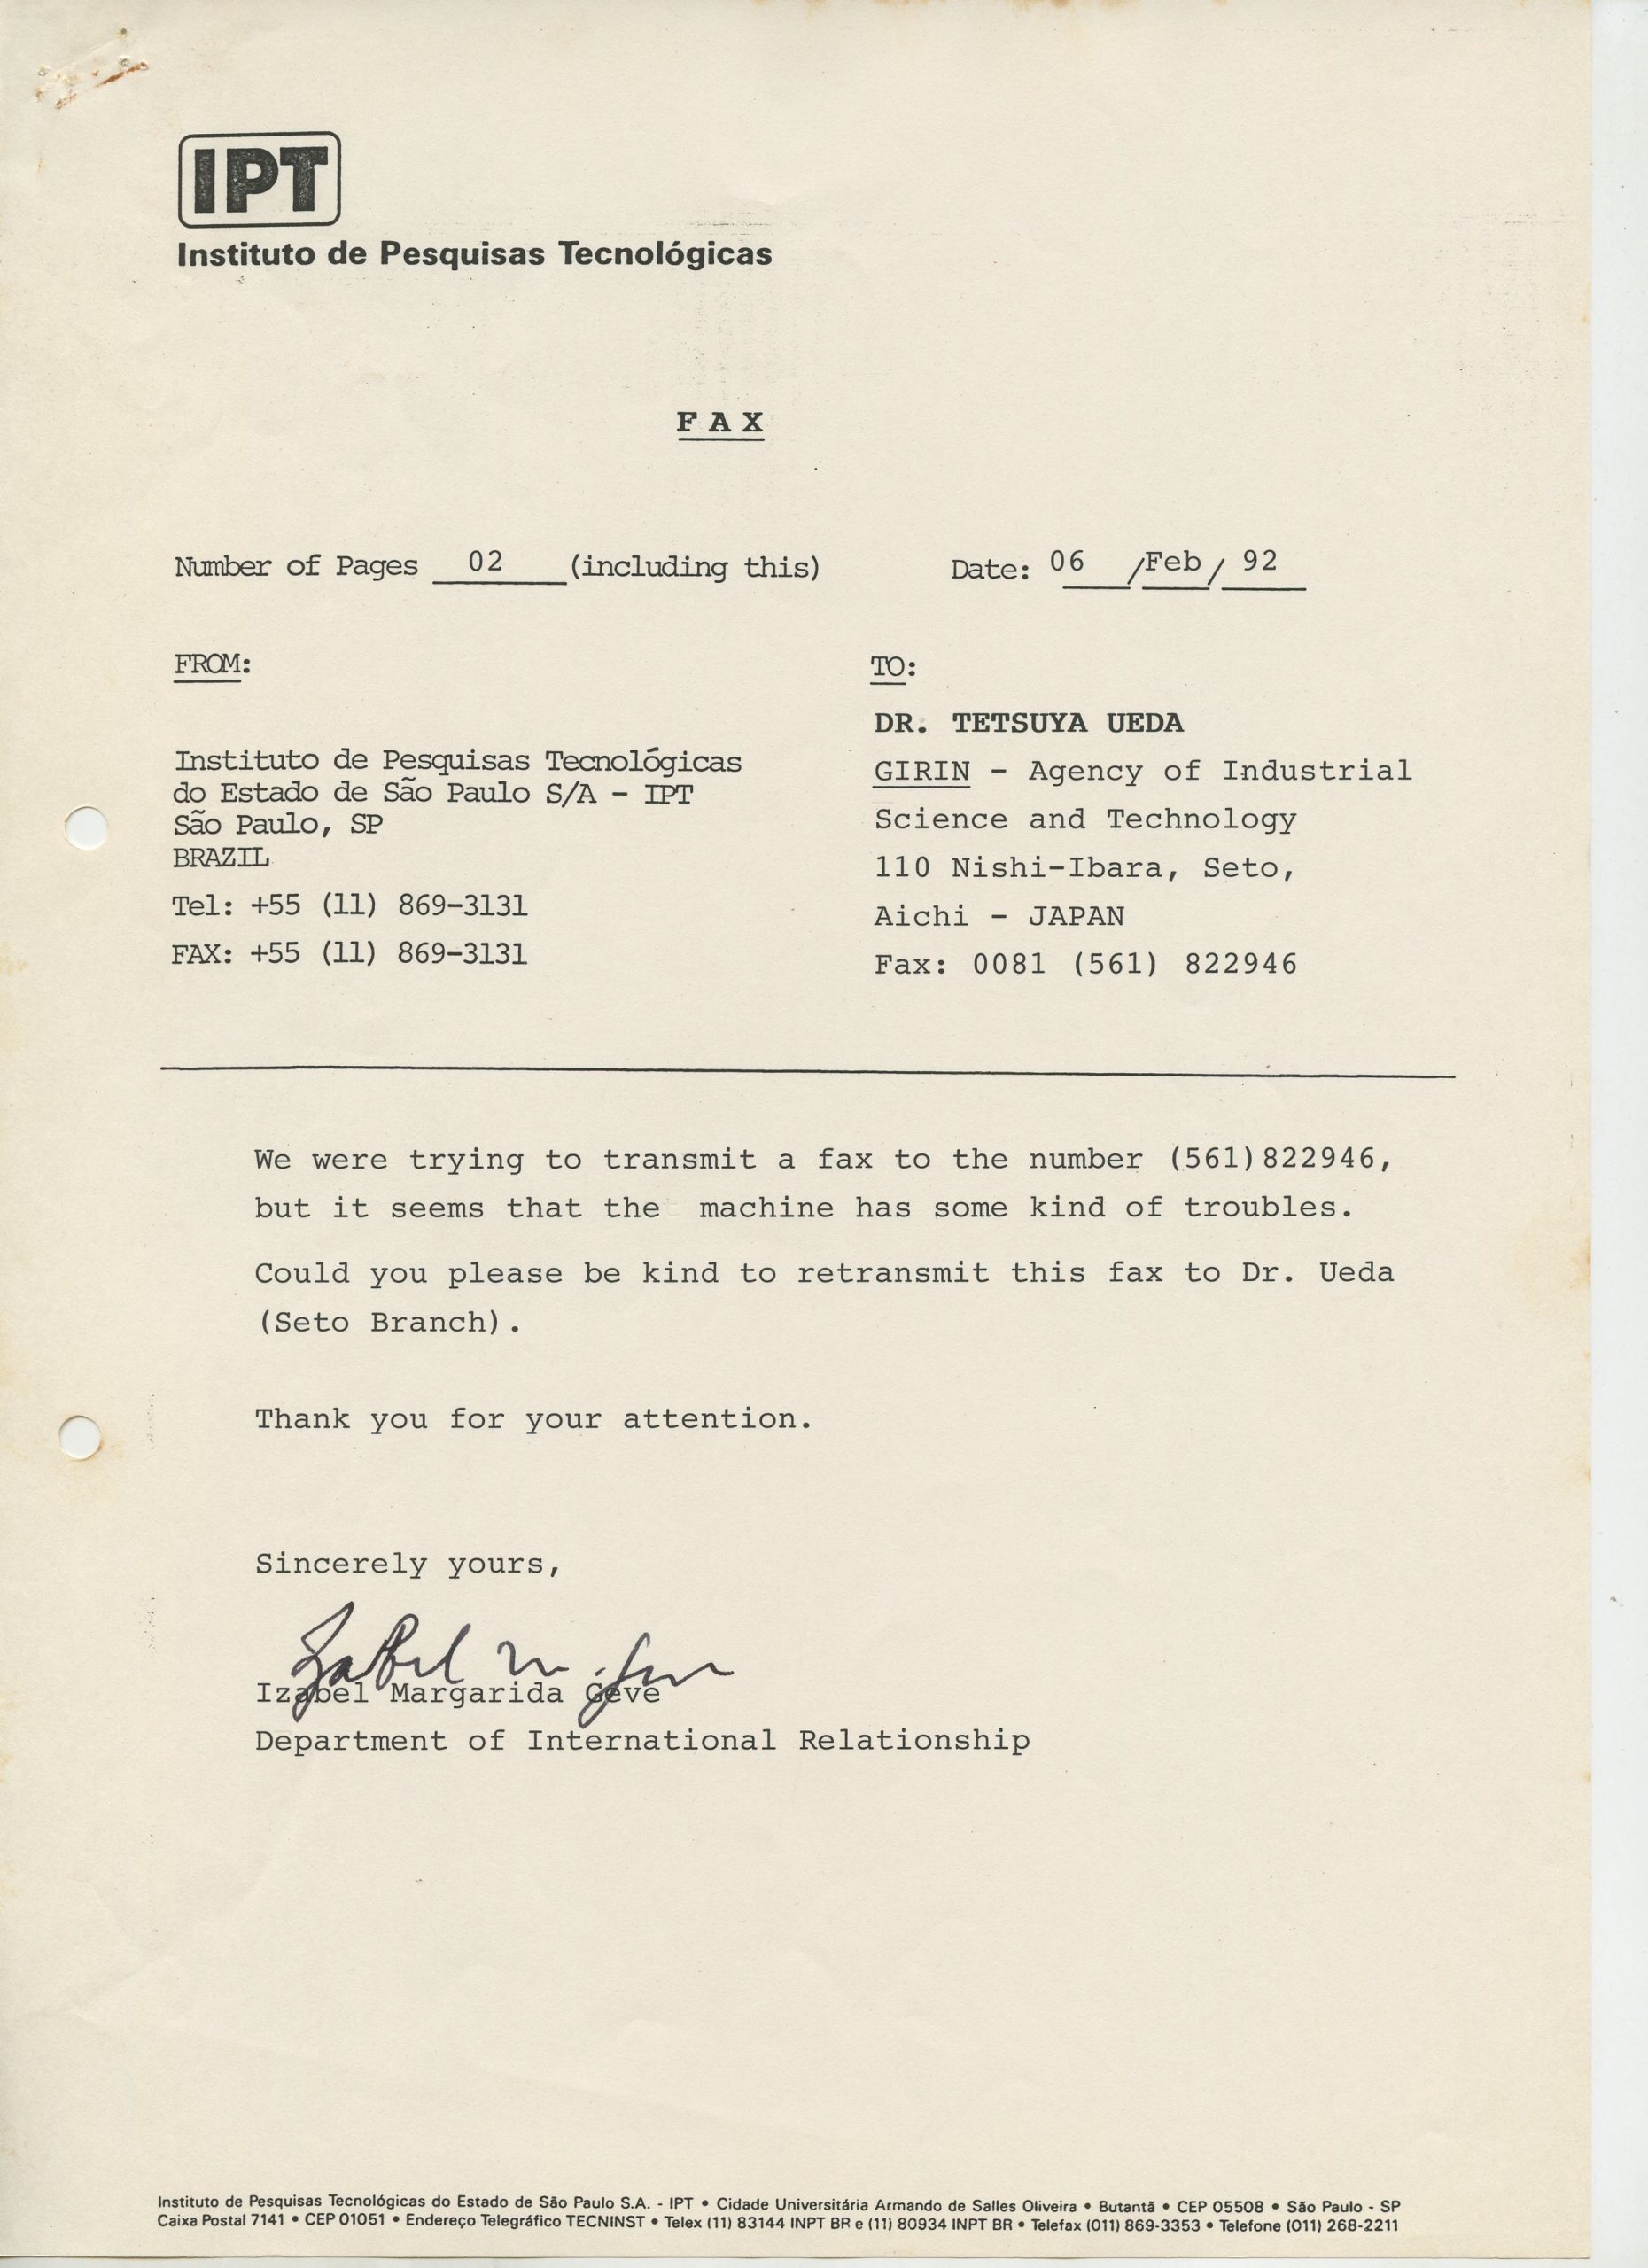 IPT
Instituto de Pesquisas Tecnológicas
FAX
Number of Pages 02 (including this) Date: 06 /Feb/ 92
FROM:
Instituto de Pesquisas Tecnológicas
do Estado de São Paulo S/A - IPT
São Paulo, SP
BRAZIL
Tel: +55 (11) 869-3131
FAX: +55 (11) 869-3131
TO:
DR. TETSUYA UEDA
GIRIN - Agency of Industrial
Science and Technology
110 Nishi-Ibara, Seto,
Aichi - JAPAN
Fax: 0081 (561) 822946
We were trying to transmit a fax to the number (561)822946,
but it seems that the machine has some kind of troubles.
Could you please be kind to retransmit this fax to Dr. Ueda
(Seto Branch).
Thank you for your attention.
Sincerely yours,
Izabel Margarida Geve
Department of International Relationship
Instituto de Pesquisas Tecnológicas do Estado de São Paulo S.A. - IPT • Cidade Universitária Armando de Salles Oliveira • Butantã • CEP 05508 • São Paulo - SP
Caixa Postal 7141 • CEP 01051 • Endereço Telegráfico TECNINST • Telex (11) 83144 INPT BR e (11) 80934 INPT BR • Telefax (011) 869-3353 • Telefone (011) 268-2211